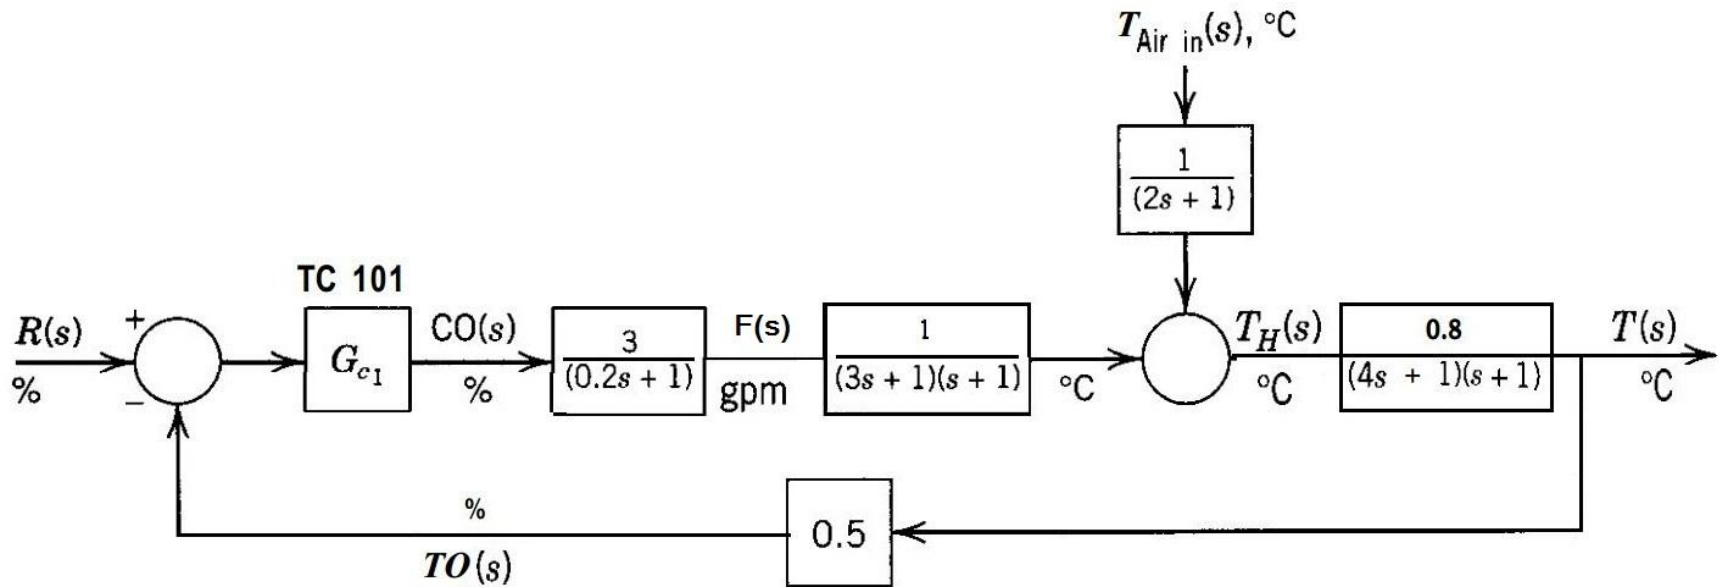 T_Air in(s), °C
1
(2s + 1)
TC 101
R(s)
%
+
−
G_c1
CO(s)
%
3
(0.2s + 1)
F(s)
gpm
1
(3s + 1)(s + 1)
°C
T_H(s)
°C
0.8
(4s + 1)(s + 1)
T(s)
°C
%
TO(s)
0.5